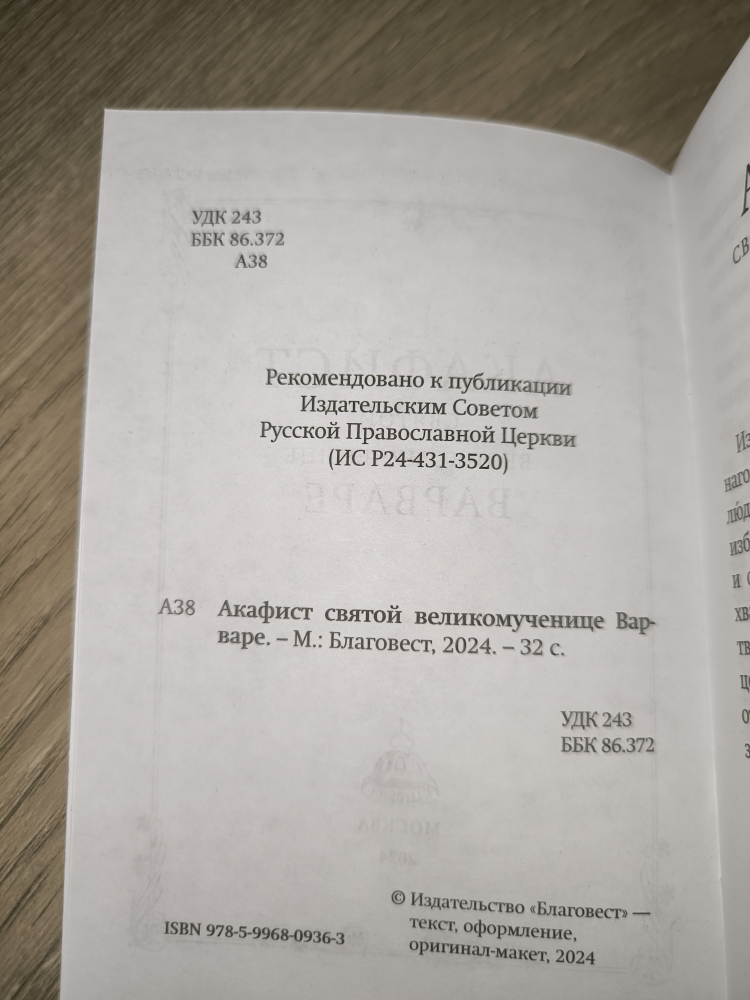 УДК 243
ББК 86.372
А38
Рекомендовано к публикации
Издательским Советом
Русской Православной Церкви
(ИС Р24-431-3520)
А38 Акафист святой великомученице Вар-
варе. – М.: Благовест, 2024. – 32 с.
УДК 243
ББК 86.372
© Издательство «Благовест» —
текст, оформление,
оригинал-макет, 2024
ISBN 978-5-9968-0936-3